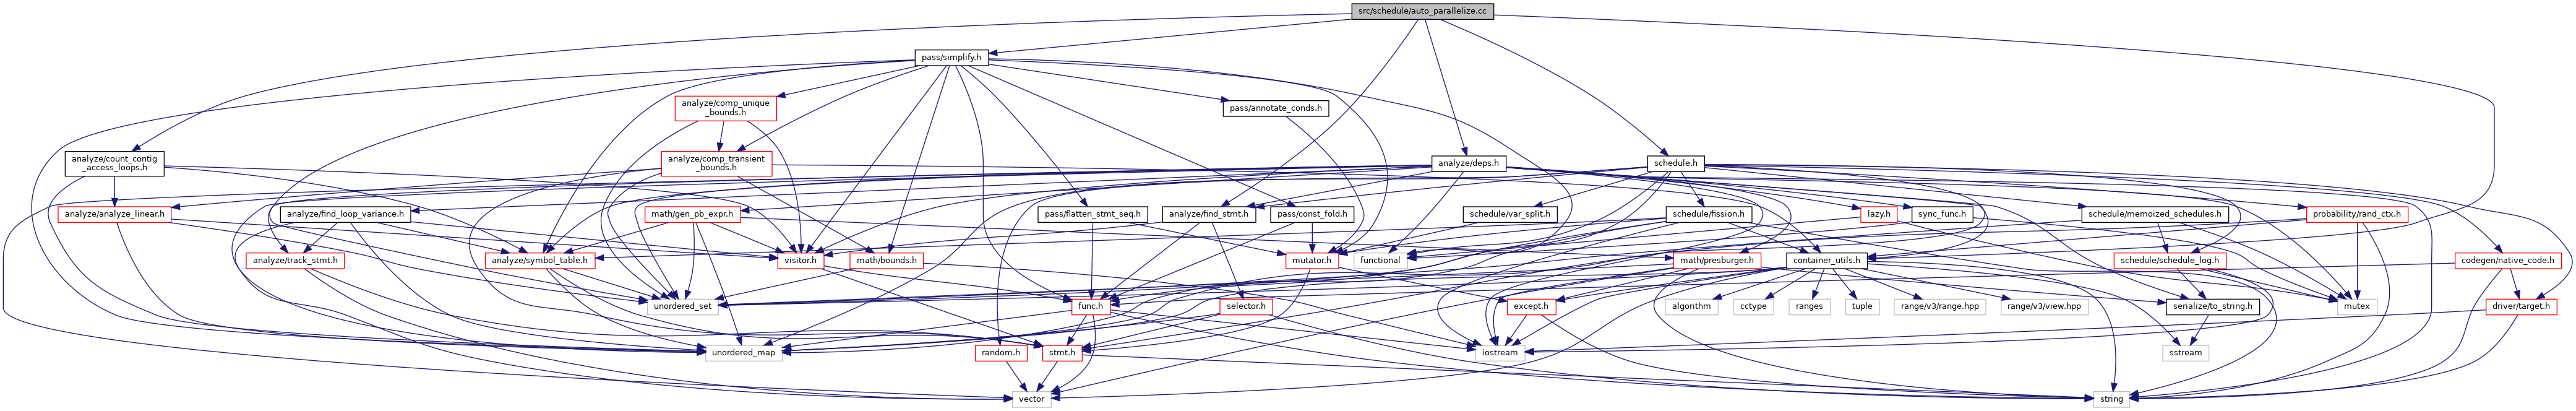 src/schedule/auto_parallelize.cc
pass/simplify.h
analyze/comp_unique
_bounds.h
pass/annotate_conds.h
analyze/count_contig
_access_loops.h
analyze/comp_transient
_bounds.h
analyze/deps.h
schedule.h
analyze/analyze_linear.h
analyze/find_loop_variance.h
math/gen_pb_expr.h
pass/flatten_stmt_seq.h
analyze/find_stmt.h
pass/const_fold.h
schedule/var_split.h
schedule/fission.h
lazy.h
sync_func.h
schedule/memoized_schedules.h
probability/rand_ctx.h
analyze/track_stmt.h
analyze/symbol_table.h
visitor.h
math/bounds.h
mutator.h
functional
math/presburger.h
container_utils.h
schedule/schedule_log.h
codegen/native_code.h
unordered_set
func.h
selector.h
except.h
algorithm
cctype
ranges
tuple
range/v3/range.hpp
range/v3/view.hpp
serialize/to_string.h
mutex
driver/target.h
unordered_map
random.h
stmt.h
iostream
sstream
vector
string